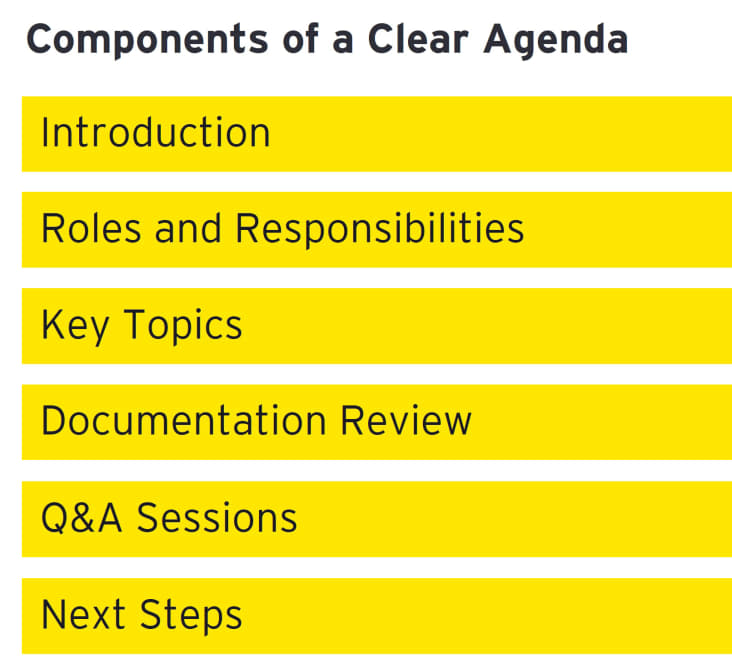 Components of a Clear Agenda
Introduction
Roles and Responsibilities
Key Topics
Documentation Review
Q&A Sessions
Next Steps